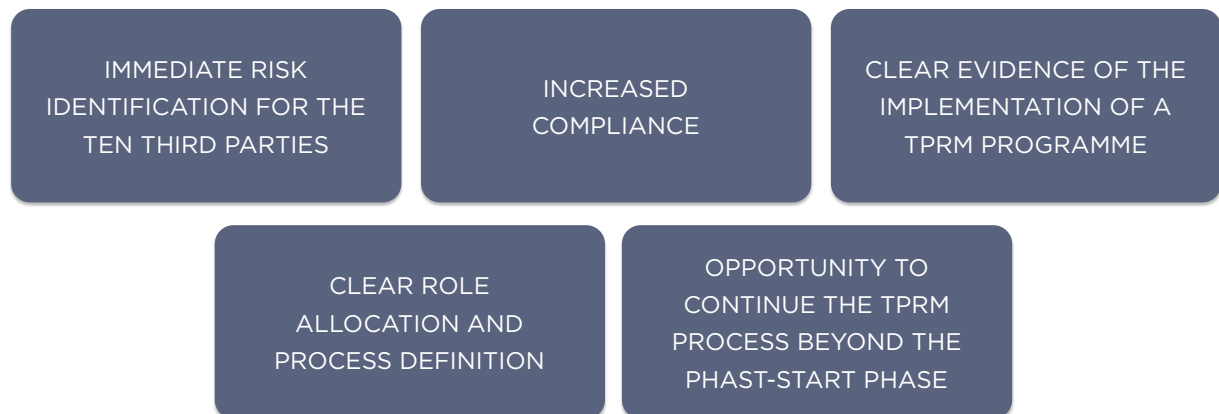 IMMEDIATE RISK
IDENTIFICATION FOR THE
TEN THIRD PARTIES
INCREASED
COMPLIANCE
CLEAR EVIDENCE OF THE
IMPLEMENTATION OF A
TPRM PROGRAMME
CLEAR ROLE
ALLOCATION AND
PROCESS DEFINITION
OPPORTUNITY TO
CONTINUE THE TPRM
PROCESS BEYOND THE
PHAST-START PHASE